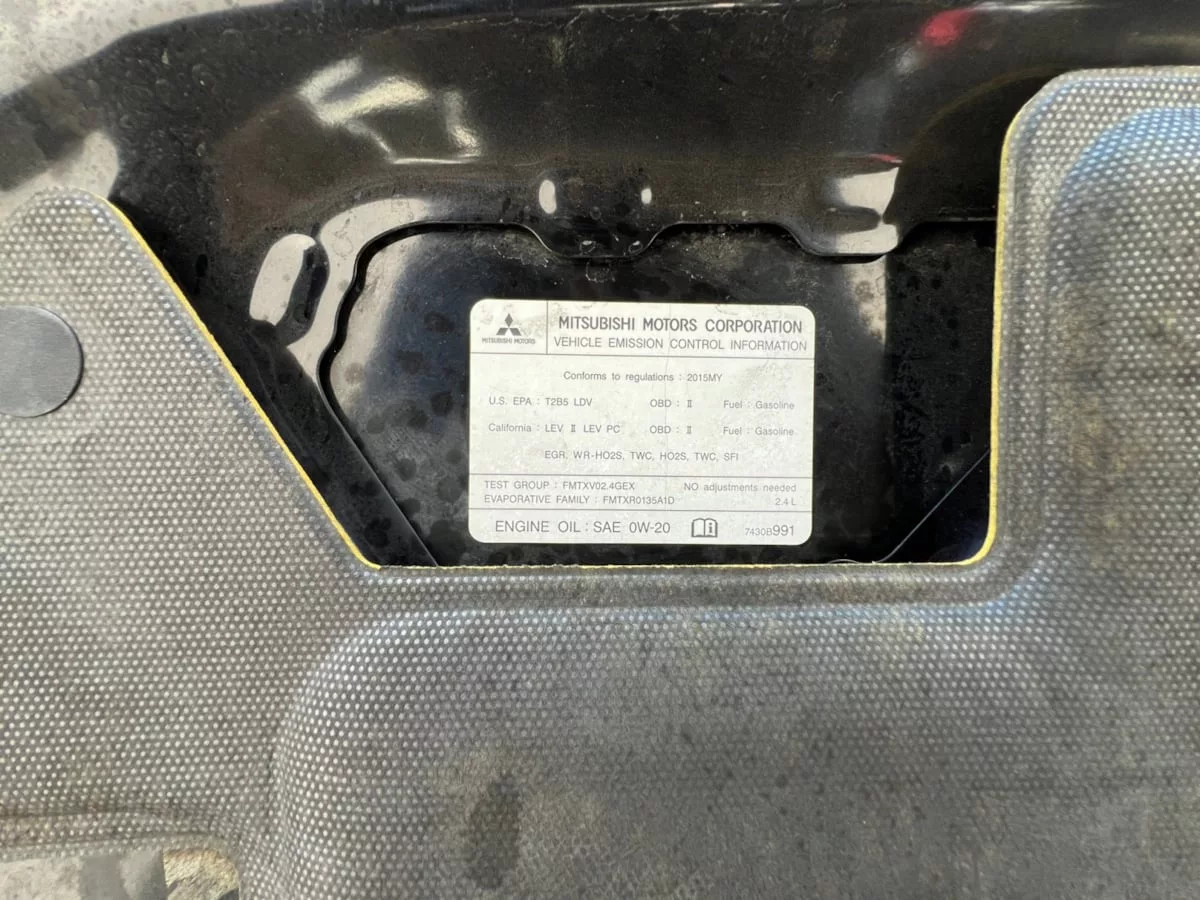 MITSUBISHI MOTORS
MITSUBISHI MOTORS CORPORATION
VEHICLE EMISSION CONTROL INFORMATION
Conforms to regulations : 2015MY
U.S. EPA : T2B5 LDV OBD : Ⅱ Fuel : Gasoline
California : LEV Ⅱ LEV PC OBD : Ⅱ Fuel : Gasoline
EGR, WR-HO2S, TWC, HO2S, TWC, SFI
TEST GROUP : FMTXV02.4GEX NO adjustments needed
EVAPORATIVE FAMILY : FMTXR0135A1D 2.4 L
ENGINE OIL : SAE 0W-20 7430B991